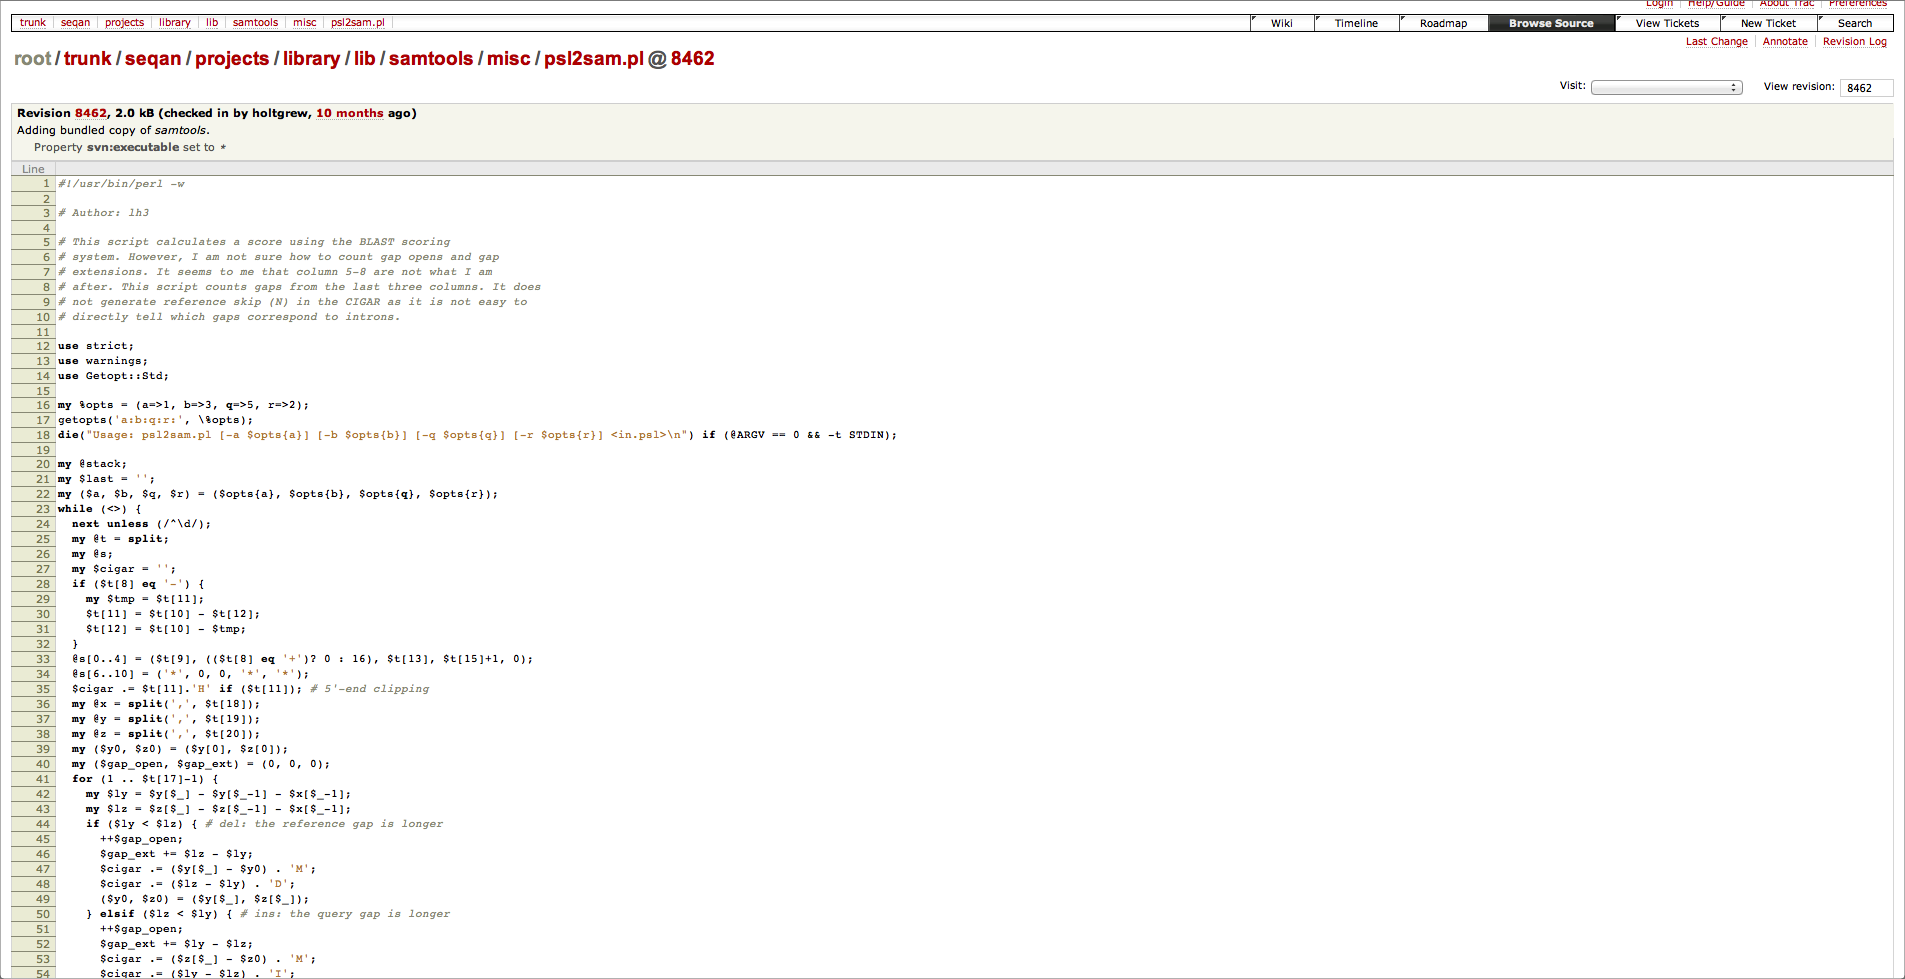 Login Help/Guide About Trac Preferences
trunk seqan projects library lib samtools misc psl2sam.pl
Wiki Timeline Roadmap Browse Source View Tickets New Ticket Search
Last Change Annotate Revision Log
root/trunk/seqan/projects/library/lib/samtools/misc/psl2sam.pl @ 8462
Visit: View revision: 8462
Revision 8462, 2.0 kB (checked in by holtgrew, 10 months ago)
Adding bundled copy of samtools.
Property svn:executable set to *
Line
1 #!/usr/bin/perl -w
2
3 # Author: lh3
4
5 # This script calculates a score using the BLAST scoring
6 # system. However, I am not sure how to count gap opens and gap
7 # extensions. It seems to me that column 5-8 are not what I am
8 # after. This script counts gaps from the last three columns. It does
9 # not generate reference skip (N) in the CIGAR as it is not easy to
10 # directly tell which gaps correspond to introns.
11
12 use strict;
13 use warnings;
14 use Getopt::Std;
15
16 my %opts = (a=>1, b=>3, q=>5, r=>2);
17 getopts('a:b:q:r:', \%opts);
18 die("Usage: psl2sam.pl [-a $opts{a}] [-b $opts{b}] [-q $opts{q}] [-r $opts{r}] <in.psl>\n") if (@ARGV == 0 && -t STDIN);
19
20 my @stack;
21 my $last = '';
22 my ($a, $b, $q, $r) = ($opts{a}, $opts{b}, $opts{q}, $opts{r});
23 while (<>) {
24   next unless (/^\d/);
25   my @t = split;
26   my @s;
27   my $cigar = '';
28   if ($t[8] eq '-') {
29     my $tmp = $t[11];
30     $t[11] = $t[10] - $t[12];
31     $t[12] = $t[10] - $tmp;
32   }
33   @s[0..4] = ($t[9], (($t[8] eq '+')? 0 : 16), $t[13], $t[15]+1, 0);
34   @s[6..10] = ('*', 0, 0, '*', '*');
35   $cigar .= $t[11].'H' if ($t[11]); # 5'-end clipping
36   my @x = split(',', $t[18]);
37   my @y = split(',', $t[19]);
38   my @z = split(',', $t[20]);
39   my ($y0, $z0) = ($y[0], $z[0]);
40   my ($gap_open, $gap_ext) = (0, 0, 0);
41   for (1 .. $t[17]-1) {
42     my $ly = $y[$_] - $y[$_-1] - $x[$_-1];
43     my $lz = $z[$_] - $z[$_-1] - $x[$_-1];
44     if ($ly < $lz) { # del: the reference gap is longer
45       ++$gap_open;
46       $gap_ext += $lz - $ly;
47       $cigar .= ($y[$_] - $y0) . 'M';
48       $cigar .= ($lz - $ly) . 'D';
49       ($y0, $z0) = ($y[$_], $z[$_]);
50     } elsif ($lz < $ly) { # ins: the query gap is longer
51       ++$gap_open;
52       $gap_ext += $ly - $lz;
53       $cigar .= ($z[$_] - $z0) . 'M';
54       $cigar .= ($ly - $lz) . 'I';